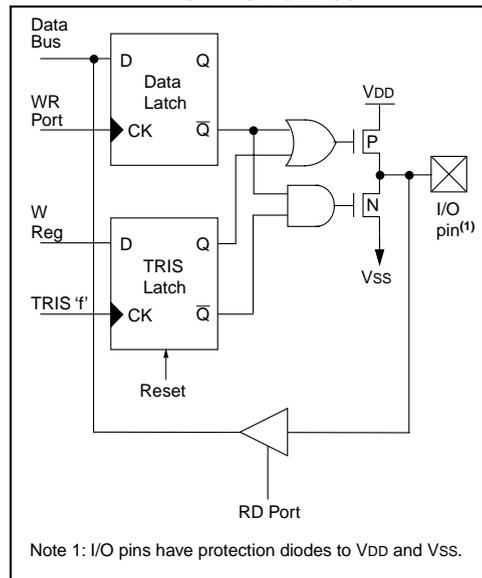 Data
Bus
D
Q
Data
Latch
WR
Port
CK
Q
VDD
P
N
I/O
pin(1)
VSS
W
Reg
D
Q
TRIS
Latch
TRIS ‘f’
CK
Q
Reset
RD Port
Note 1: I/O pins have protection diodes to VDD and VSS.